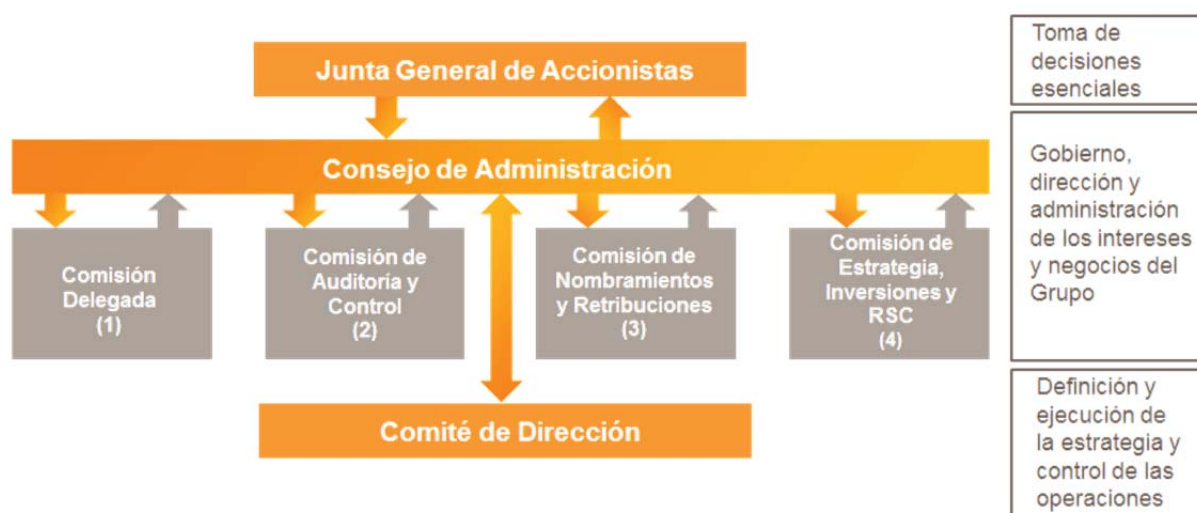 Junta General de Accionistas
Toma de
decisiones
esenciales
Consejo de Administración
Comisión
Delegada
(1)
Comisión de
Auditoría y
Control
(2)
Comisión de
Nombramientos
y Retribuciones
(3)
Comisión de
Estrategia,
Inversiones y
RSC
(4)
Gobierno,
dirección y
administración
de los intereses
y negocios del
Grupo
Comité de Dirección
Definición y
ejecución de
la estrategia y
control de las
operaciones